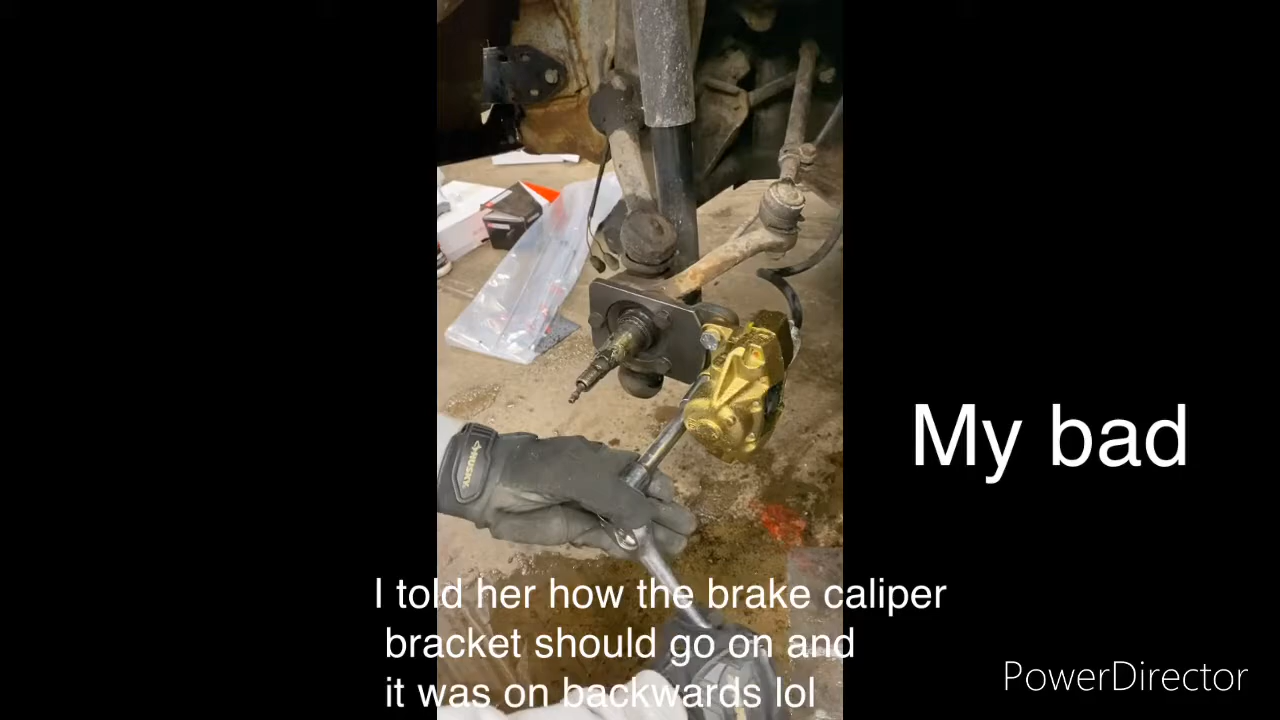 HUSKY
My bad
I told her how the brake caliper
bracket should go on and
it was on backwards lol
PowerDirector